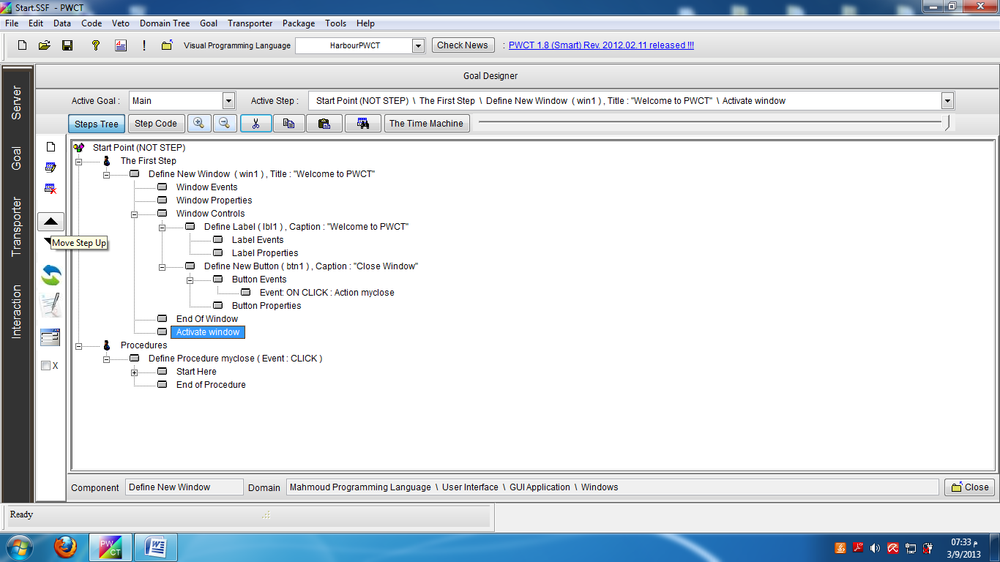 Start.SSF - PWCT
File Edit Data Code Veto Domain Tree Goal Transporter Package Tools Help
Visual Programming Language HarbourPWCT Check News : PWCT 1.8 (Smart) Rev. 2012.02.11 released !!!
Goal Designer
Active Goal : Main Active Step : Start Point (NOT STEP) \ The First Step \ Define New Window ( win1 ) , Title : "Welcome to PWCT" \ Activate window
Steps Tree Step Code The Time Machine
Server
Goal
Transporter
Interaction
Move Step Up
X
Start Point (NOT STEP)
The First Step
Define New Window ( win1 ) , Title : "Welcome to PWCT"
Window Events
Window Properties
Window Controls
Define Label ( lbl1 ) , Caption : "Welcome to PWCT"
Label Events
Label Properties
Define New Button ( btn1 ) , Caption : "Close Window"
Button Events
Event: ON CLICK : Action myclose
Button Properties
End Of Window
Activate window
Procedures
Define Procedure myclose ( Event : CLICK )
Start Here
End of Procedure
Component Define New Window Domain Mahmoud Programming Language \ User Interface \ GUI Application \ Windows Close
Ready
PW
CT
07:33 م
3/9/2013